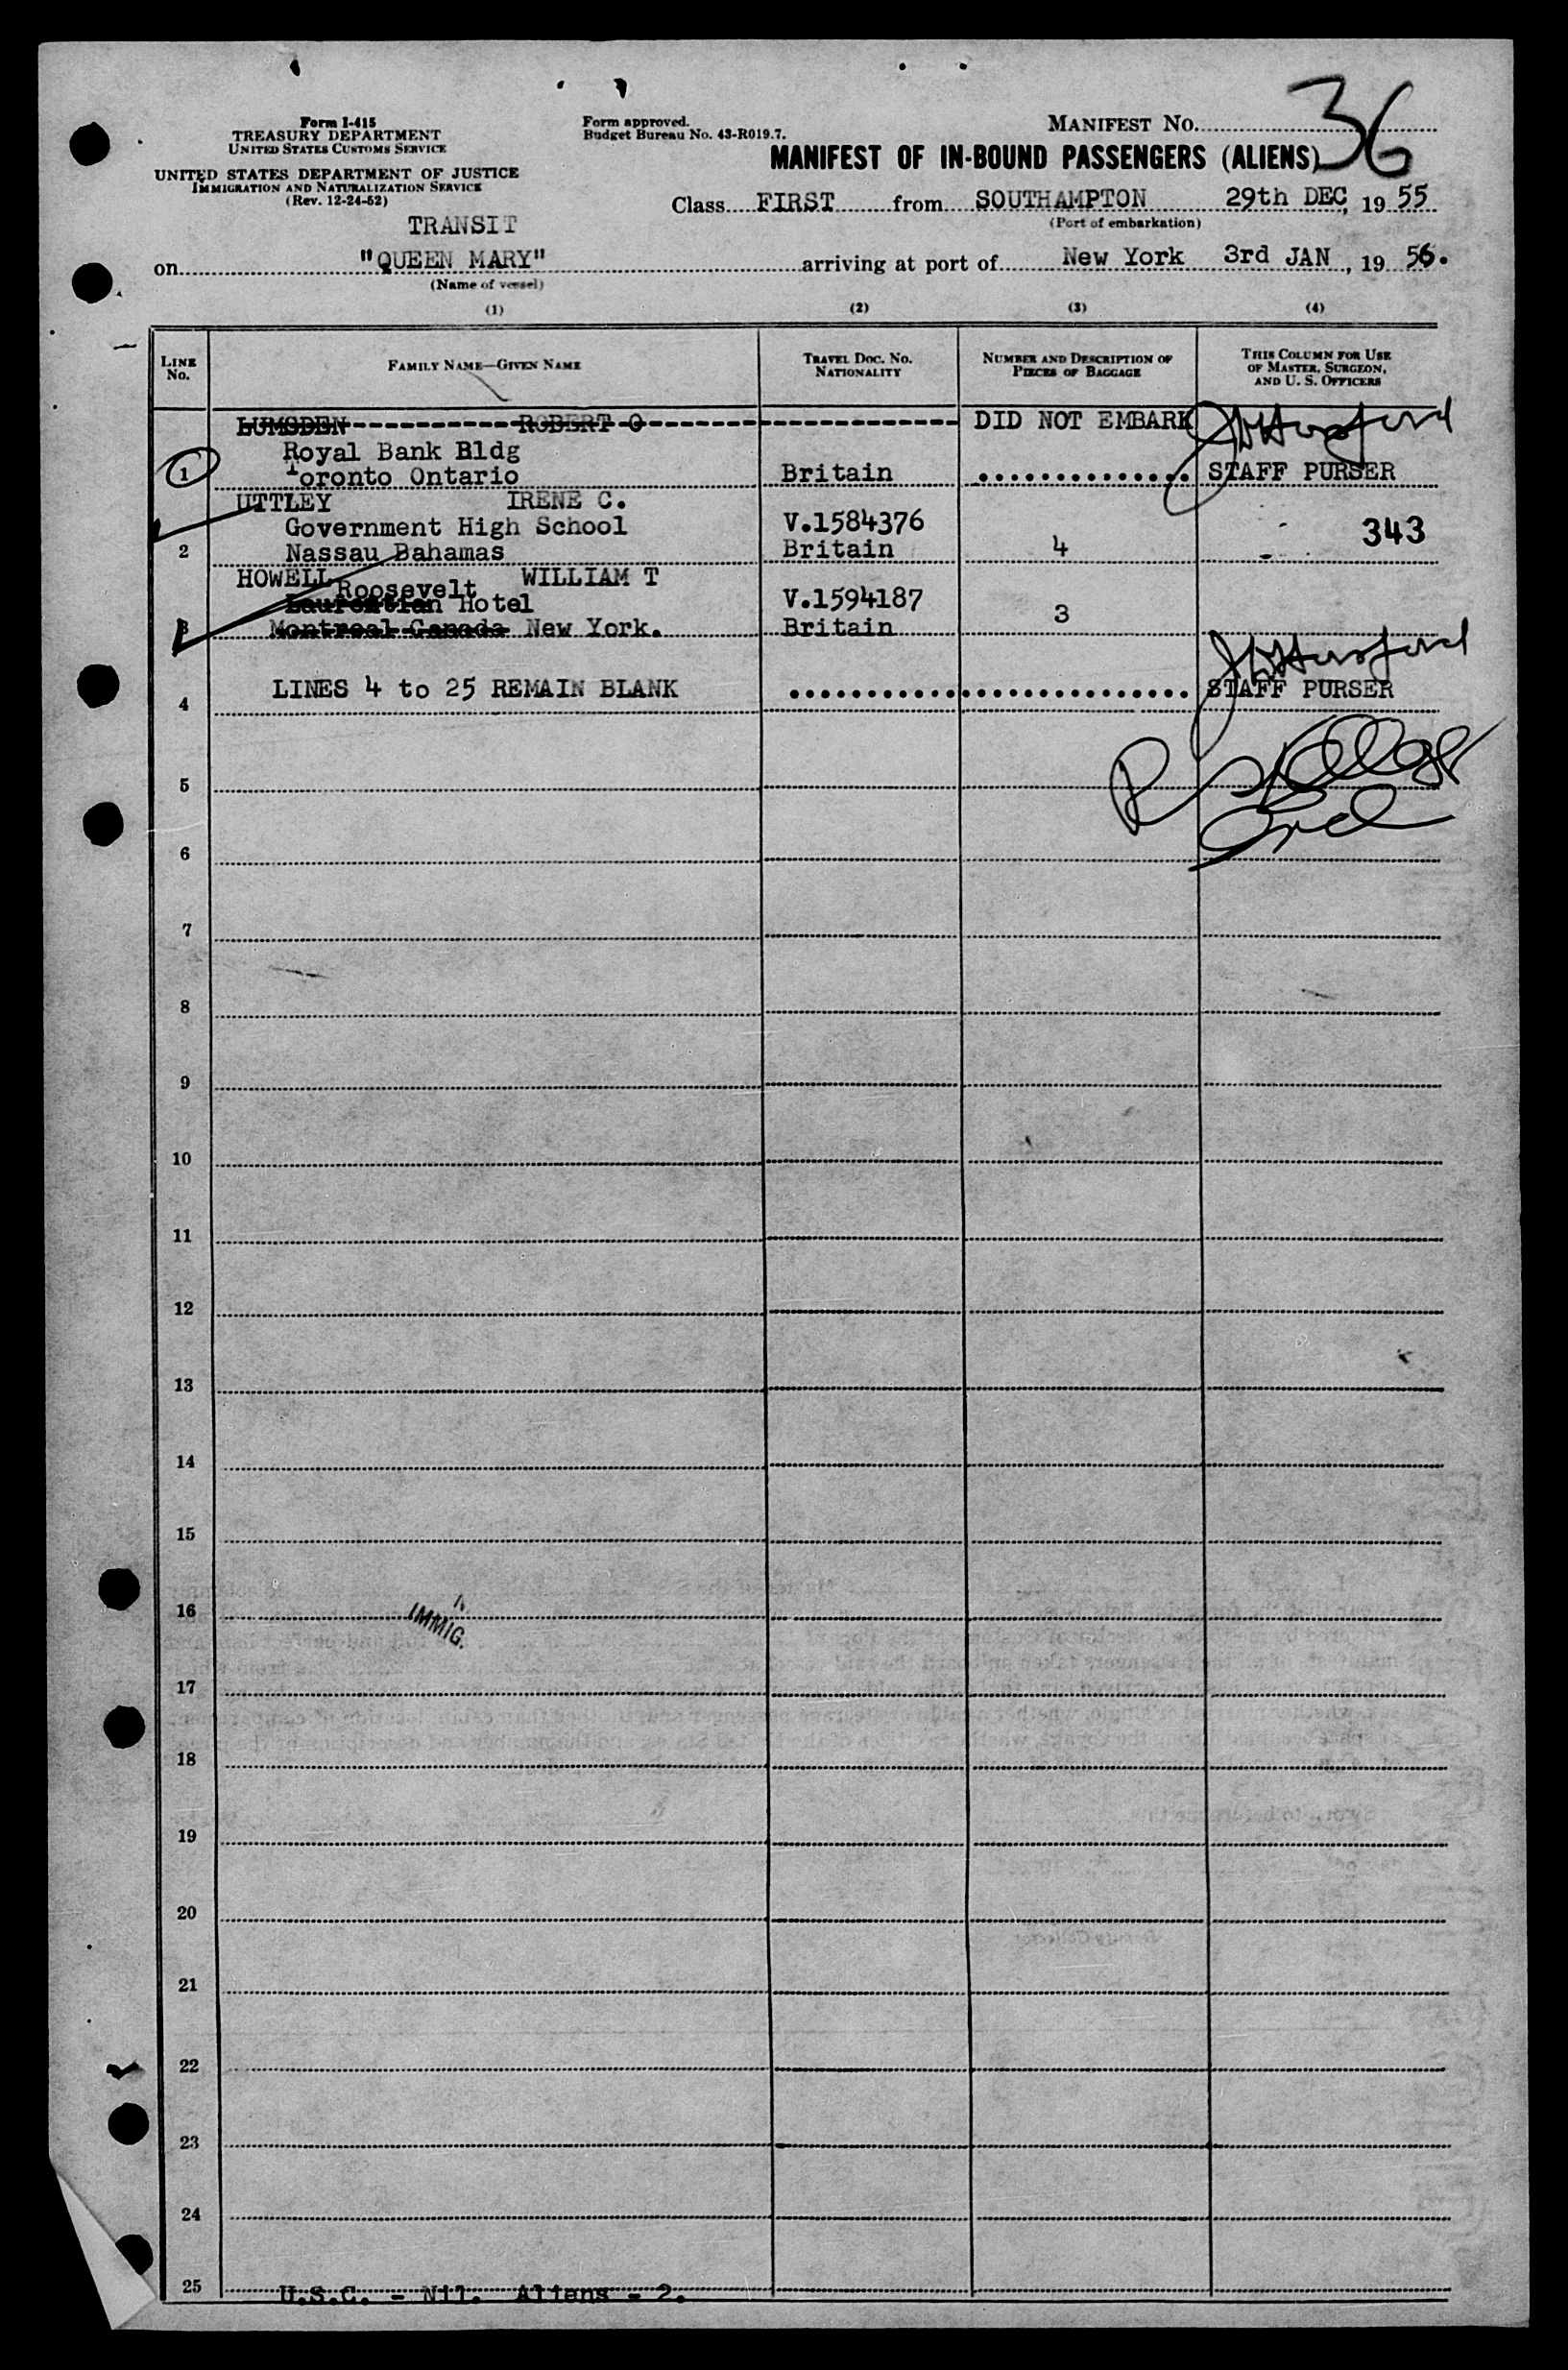 Form I-415
TREASURY DEPARTMENT
UNITED STATES CUSTOMS SERVICE
UNITED STATES DEPARTMENT OF JUSTICE
IMMIGRATION AND NATURALIZATION SERVICE
(Rev. 12-24-52)
Form approved.
Budget Bureau No. 43-R019.7.
MANIFEST NO. 36
MANIFEST OF IN-BOUND PASSENGERS (ALIENS)
Class FIRST from SOUTHAMPTON 29th DEC, 19 55
(Port of embarkation)
TRANSIT
on "QUEEN MARY" arriving at port of New York 3rd JAN, 19 56.
(Name of vessel)
(1) (2) (3) (4)
LINE No. FAMILY NAME—GIVEN NAME TRAVEL DOC. NO. NATIONALITY NUMBER AND DESCRIPTION OF PIECES OF BAGGAGE THIS COLUMN FOR USE OF MASTER, SURGEON, AND U. S. OFFICERS
LUMSDEN ROBERT O DID NOT EMBARK
Royal Bank Bldg
1 Toronto Ontario Britain STAFF PURSER
UTTLEY IRENE C.
Government High School V.1584376 343
2 Nassau Bahamas Britain 4
HOWELL WILLIAM T
Roosevelt
Laurentian Hotel V.1594187 3
3 Montreal Canada New York. Britain
LINES 4 to 25 REMAIN BLANK STAFF PURSER
4
5
6
7
8
9
10
11
12
13
14
15
16
IMMIG.
17
18
19
20
21
22
23
24
25 U.S.C. - Nil. Aliens - 2.